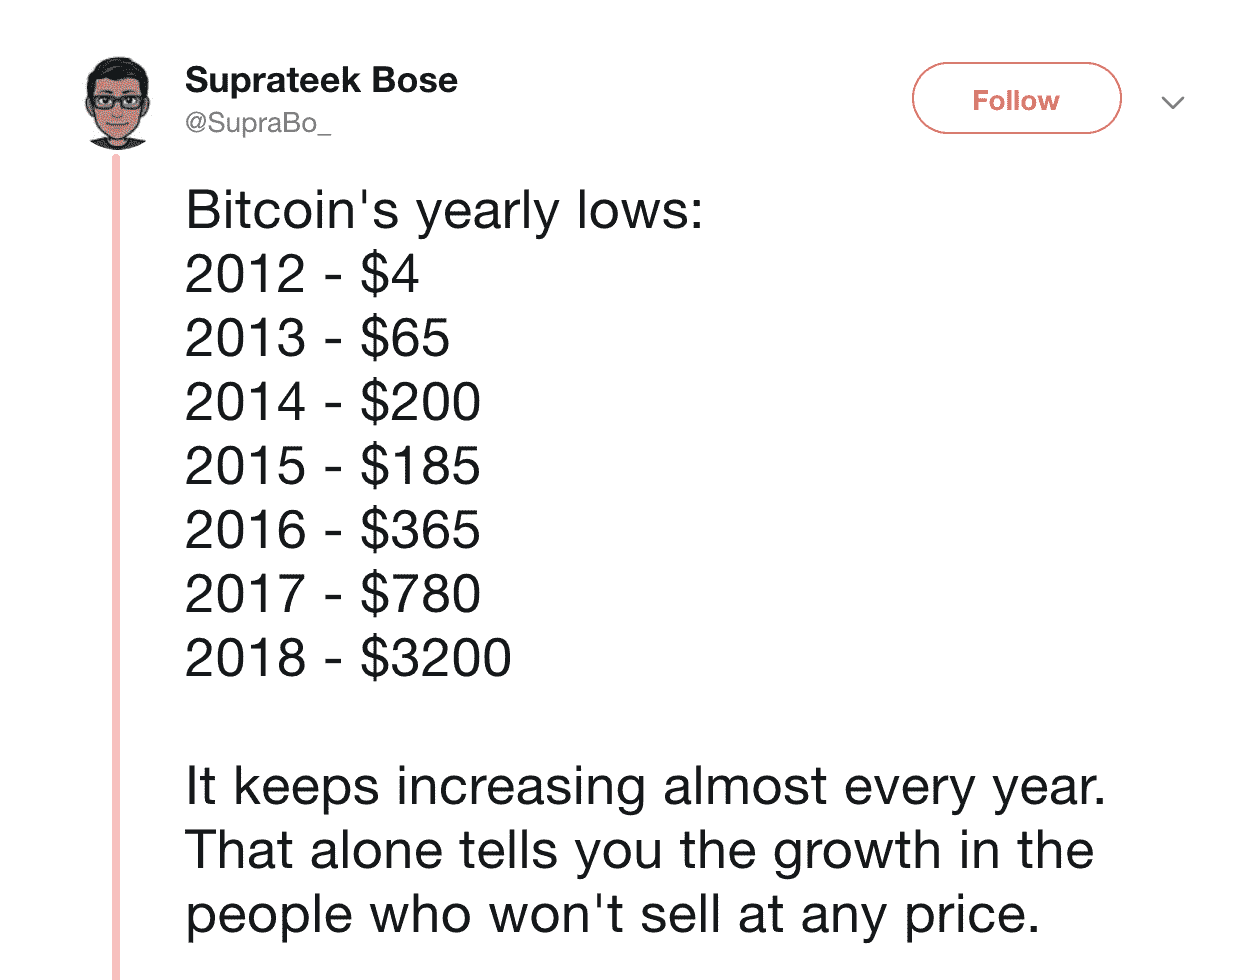 Suprateek Bose
@SupraBo_
Follow
Bitcoin's yearly lows:
2012 - $4
2013 - $65
2014 - $200
2015 - $185
2016 - $365
2017 - $780
2018 - $3200
It keeps increasing almost every year.
That alone tells you the growth in the
people who won't sell at any price.